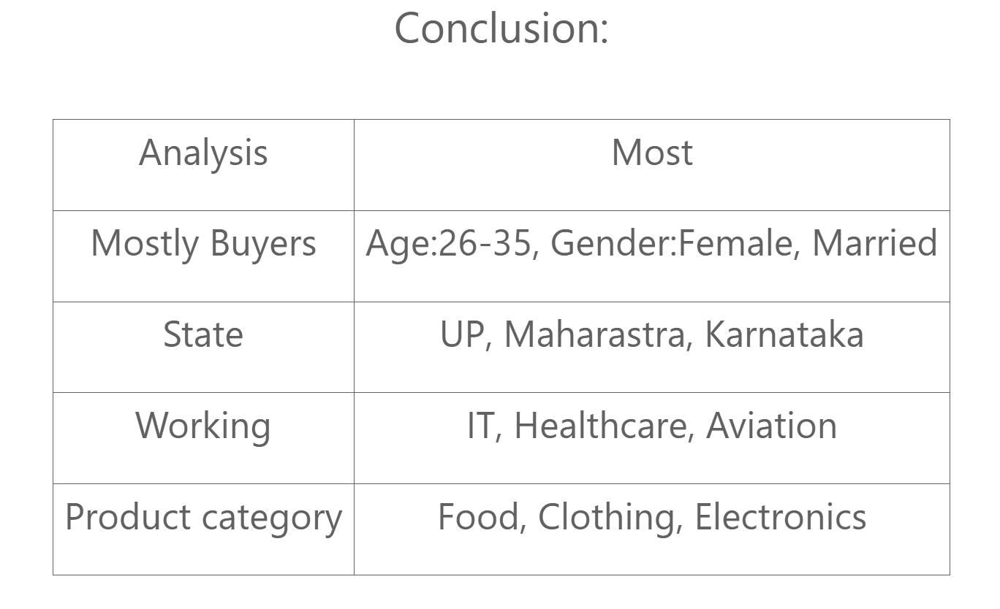 Conclusion:
Analysis Most
Mostly Buyers Age:26-35, Gender:Female, Married
State UP, Maharastra, Karnataka
Working IT, Healthcare, Aviation
Product category Food, Clothing, Electronics